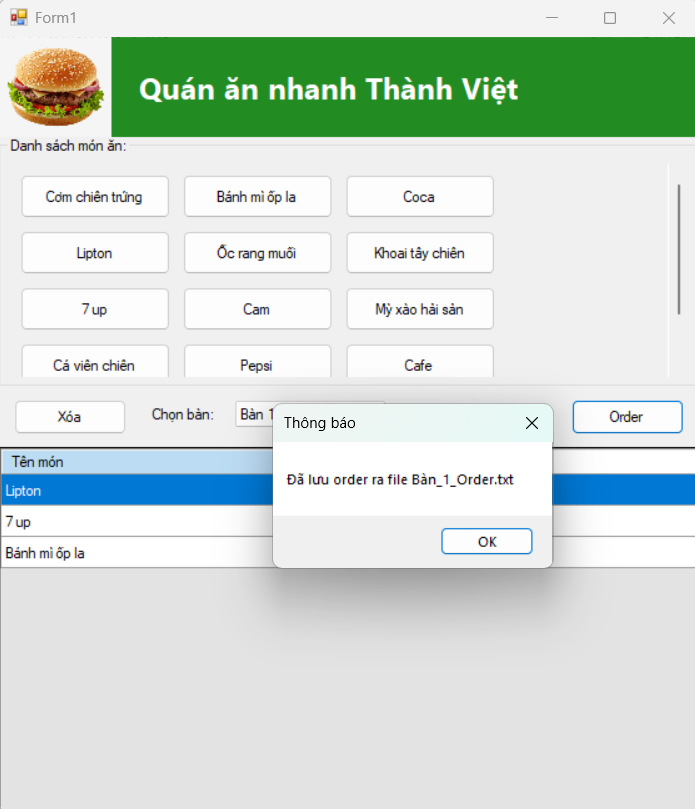 Form1
Quán ăn nhanh Thành Việt
Danh sách món ăn:
Cơm chiên trứng
Bánh mì ốp la
Coca
Lipton
Ốc rang muối
Khoai tây chiên
7 up
Cam
Mỳ xào hải sản
Cá viên chiên
Pepsi
Cafe
Xóa
Chọn bàn:
Bàn 1
Order
Thông báo
Đã lưu order ra file Bàn_1_Order.txt
OK
Tên món
Lipton
7 up
Bánh mì ốp la